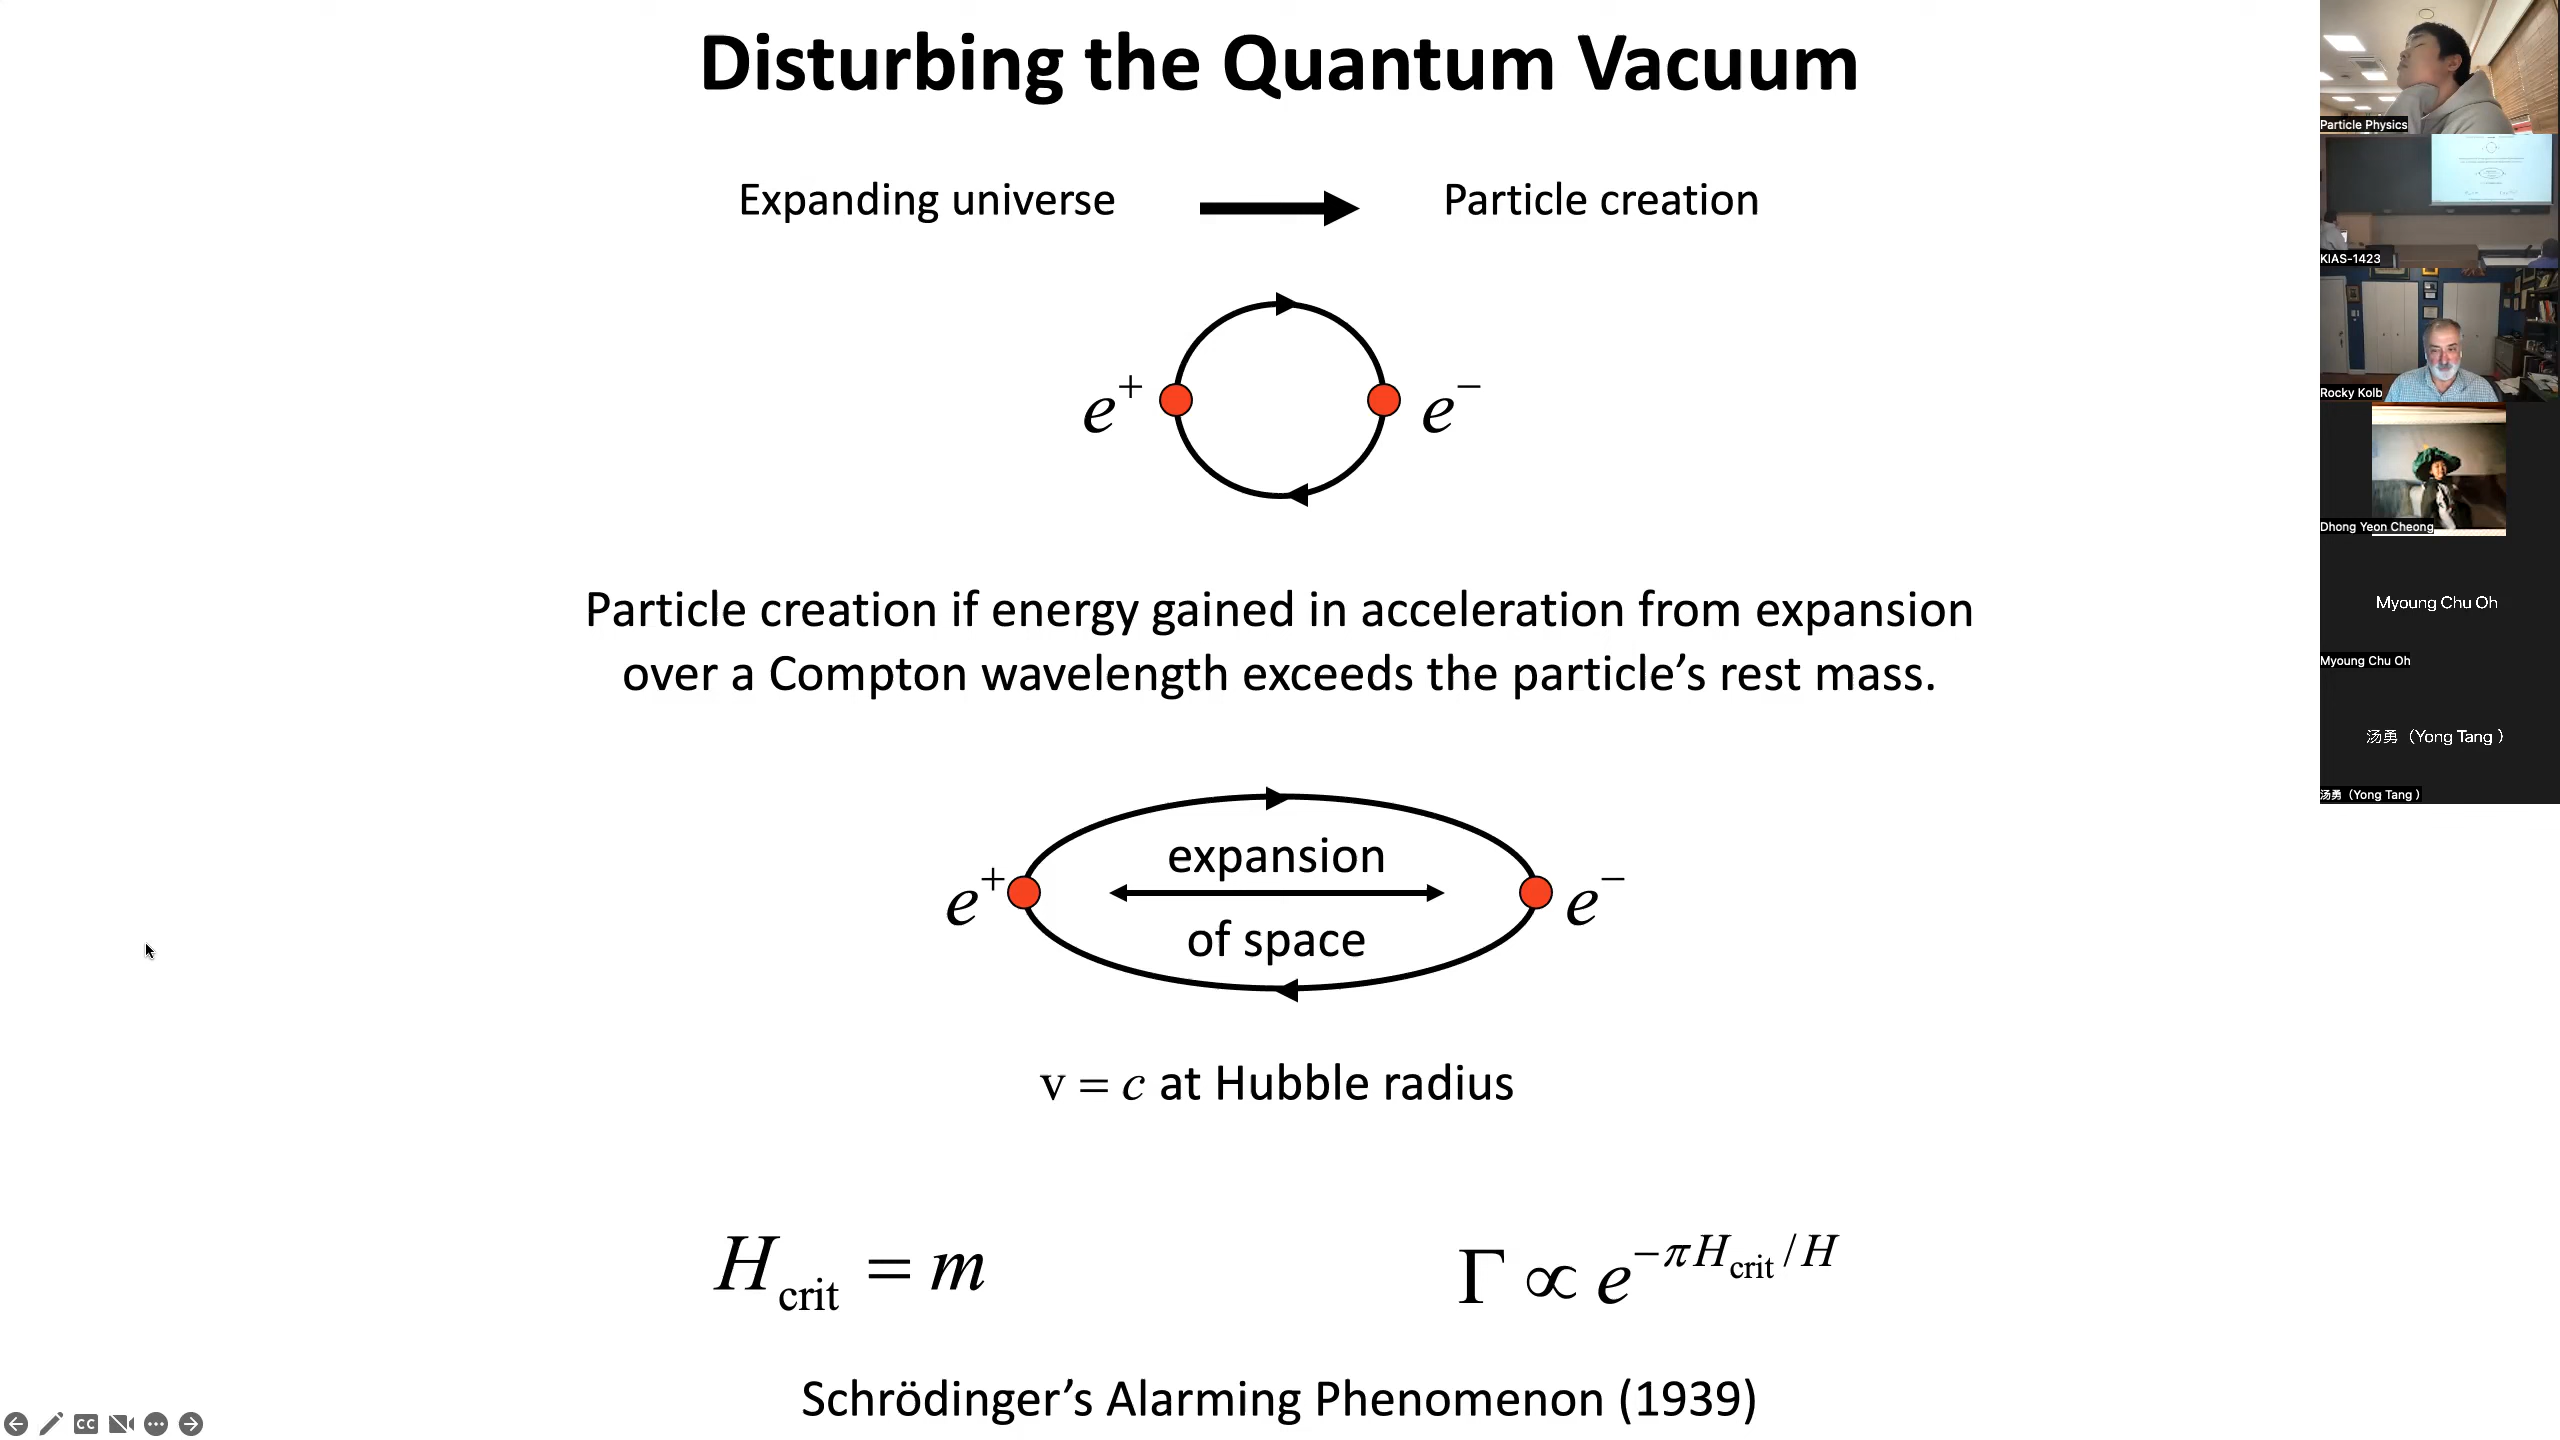 Disturbing the Quantum Vacuum
Expanding universe
Particle creation
e⁺
e⁻
Particle creation if energy gained in acceleration from expansion
over a Compton wavelength exceeds the particle’s rest mass.
expansion
e⁺
e⁻
of space
v = c at Hubble radius
H_crit = m
Γ ∝ e^{−πH_crit/H}
Schrödinger’s Alarming Phenomenon (1939)
CC
Particle Physics
KIAS-1423
Rocky Kolb
Dhong Yeon Cheong
Myoung Chu Oh
Myoung Chu Oh
汤勇（Yong Tang ）
汤勇（Yong Tang ）